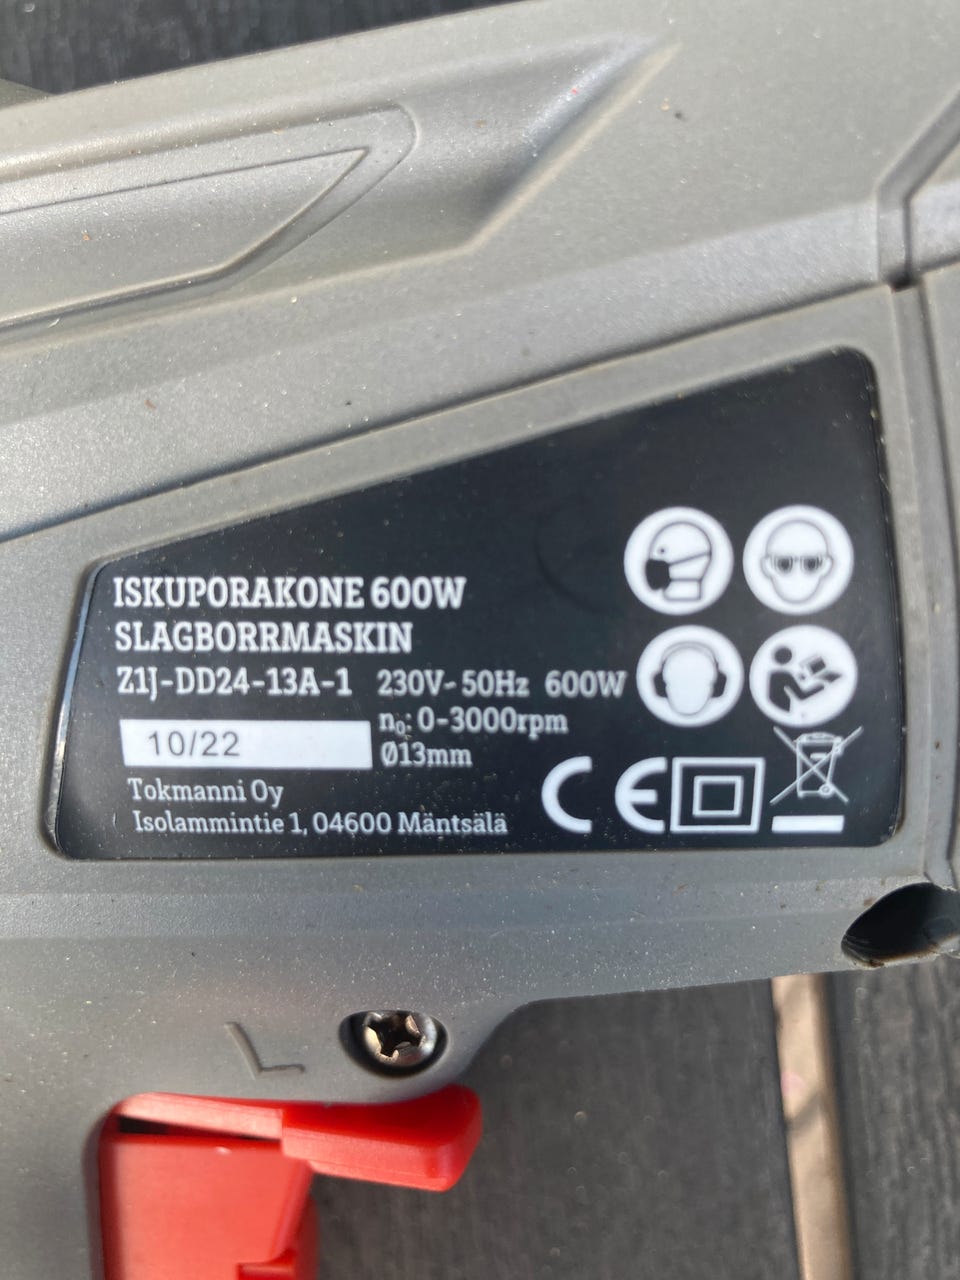 ISKUPORAKONE 600W
SLAGBORRMASKIN
Z1J-DD24-13A-1 230V~50Hz 600W
n₀: 0-3000rpm
10/22
Ø13mm
Tokmanni Oy
Isolammintie 1, 04600 Mäntsälä
CE
L